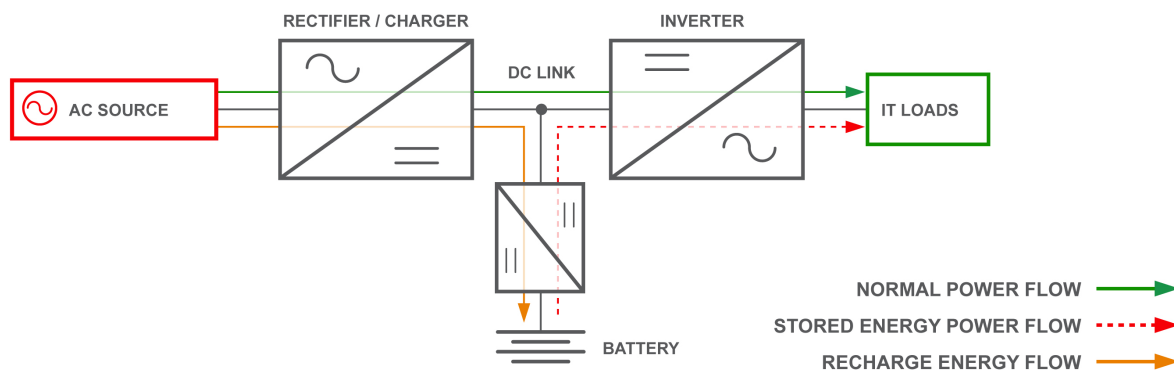 RECTIFIER / CHARGER
INVERTER
DC LINK
AC SOURCE
IT LOADS
BATTERY
NORMAL POWER FLOW
STORED ENERGY POWER FLOW
RECHARGE ENERGY FLOW